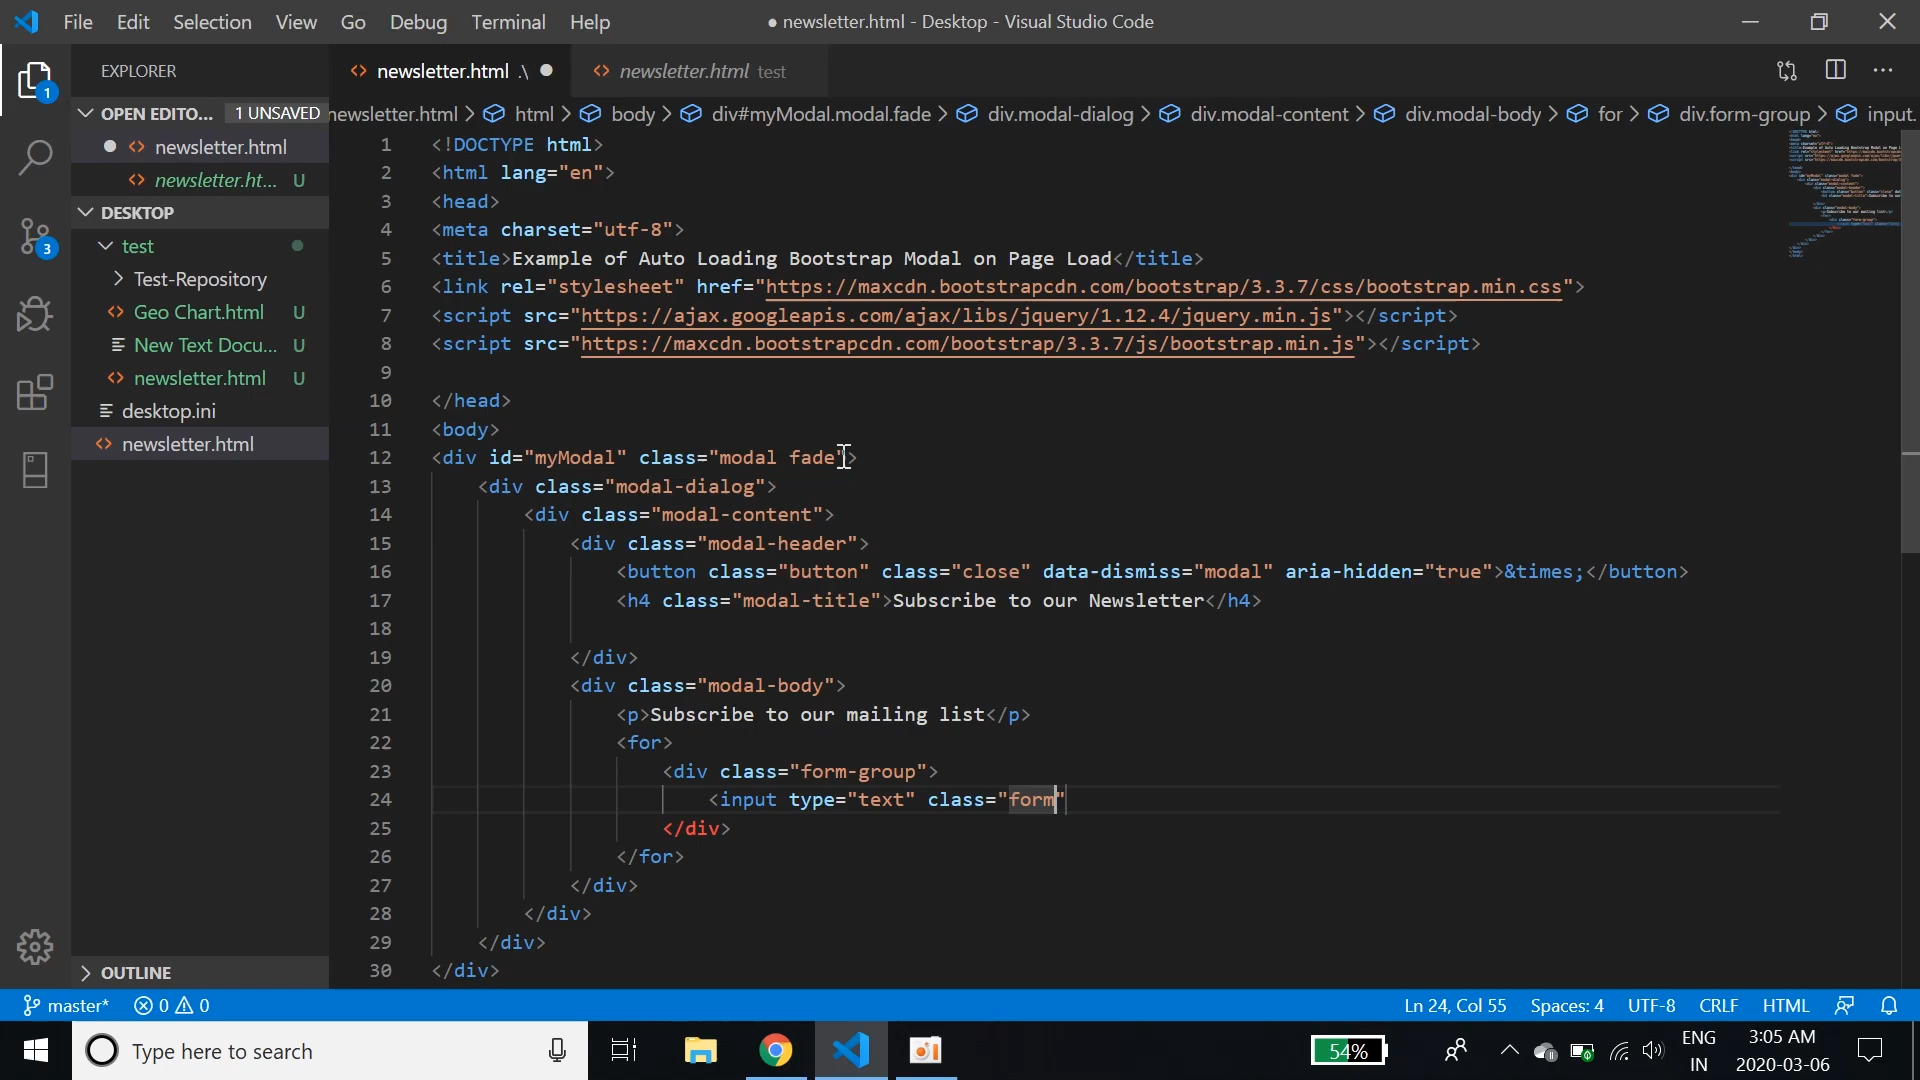 File Edit Selection View Go Debug Terminal Help ● newsletter.html - Desktop - Visual Studio Code
EXPLORER
newsletter.html .\ ●
newsletter.html test
OPEN EDITO... 1 UNSAVED
newsletter.html
newsletter.ht... U
DESKTOP
test
Test-Repository
Geo Chart.html U
New Text Docu... U
newsletter.html U
desktop.ini
newsletter.html
OUTLINE
1
3
newsletter.html > html > body > div#myModal.modal.fade > div.modal-dialog > div.modal-content > div.modal-body > for > div.form-group > input.
1 <!DOCTYPE html>
2 <html lang="en">
3 <head>
4 <meta charset="utf-8">
5 <title>Example of Auto Loading Bootstrap Modal on Page Load</title>
6 <link rel="stylesheet" href="https://maxcdn.bootstrapcdn.com/bootstrap/3.3.7/css/bootstrap.min.css">
7 <script src="https://ajax.googleapis.com/ajax/libs/jquery/1.12.4/jquery.min.js"></script>
8 <script src="https://maxcdn.bootstrapcdn.com/bootstrap/3.3.7/js/bootstrap.min.js"></script>
9
10 </head>
11 <body>
12 <div id="myModal" class="modal fade">
13 <div class="modal-dialog">
14 <div class="modal-content">
15 <div class="modal-header">
16 <button class="button" class="close" data-dismiss="modal" aria-hidden="true">&times;</button>
17 <h4 class="modal-title">Subscribe to our Newsletter</h4>
18
19 </div>
20 <div class="modal-body">
21 <p>Subscribe to our mailing list</p>
22 <for>
23 <div class="form-group">
24 <input type="text" class="form"
25 </div>
26 </for>
27 </div>
28 </div>
29 </div>
30 </div>
master* 0 0 Ln 24, Col 55 Spaces: 4 UTF-8 CRLF HTML
Type here to search
54%
ENG
IN
3:05 AM
2020-03-06